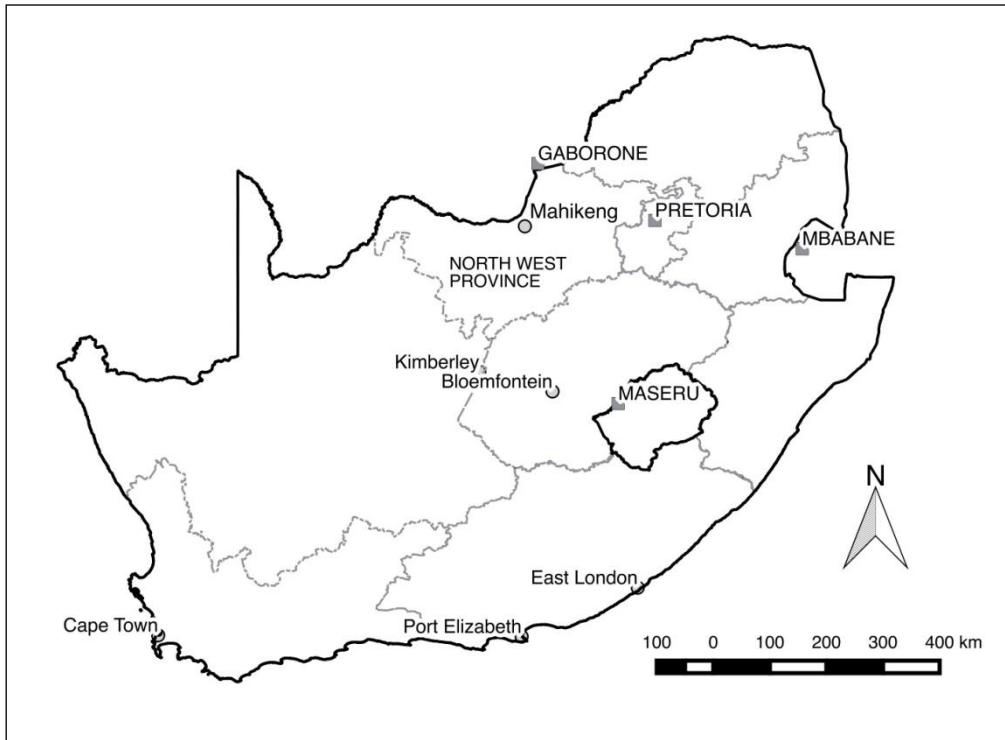 GABORONE
Mahikeng
PRETORIA
MBABANE
NORTH WEST
PROVINCE
Kimberley
Bloemfontein
MASERU
N
East London
Cape Town
Port Elizabeth
100 0 100 200 300 400 km